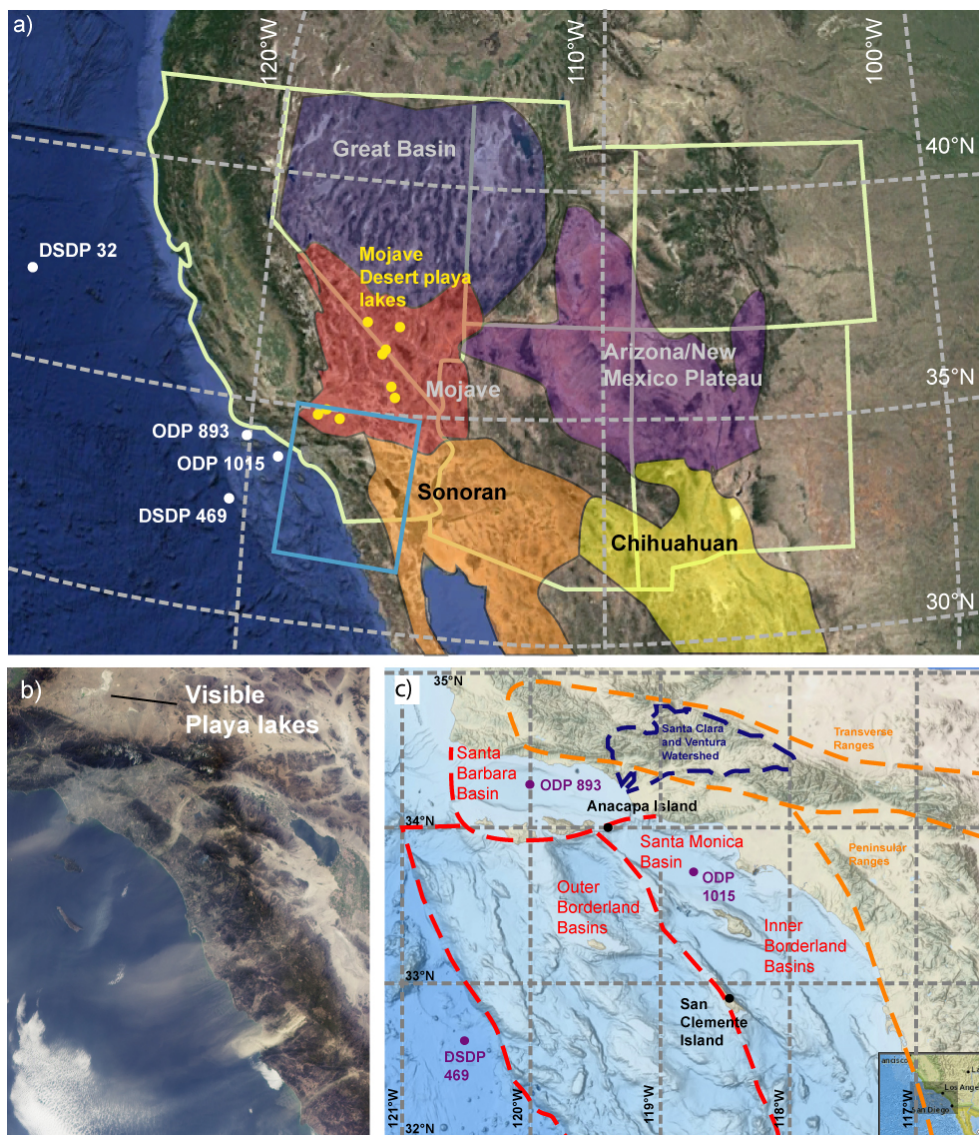 a)
120°W
110°W
100°W
40°N
Great Basin
DSDP 32
Mojave
Desert playa
lakes
Arizona/New
Mexico Plateau
35°N
Mojave
ODP 893
ODP 1015
Sonoran
DSDP 469
Chihuahuan
30°N
b)
Visible
Playa lakes
c)
35°N
Santa Clara
and Ventura
Watershed
Transverse
Ranges
Santa
Barbara
Basin
ODP 893
Anacapa Island
34°N
Santa Monica
Basin
Peninsular
Ranges
ODP
1015
Outer
Borderland
Basins
Inner
Borderland
Basins
33°N
San
Clemente
Island
DSDP
469
ancisco
Los Ange
San Diego
121°W
120°W
119°W
118°W
117°W
32°N